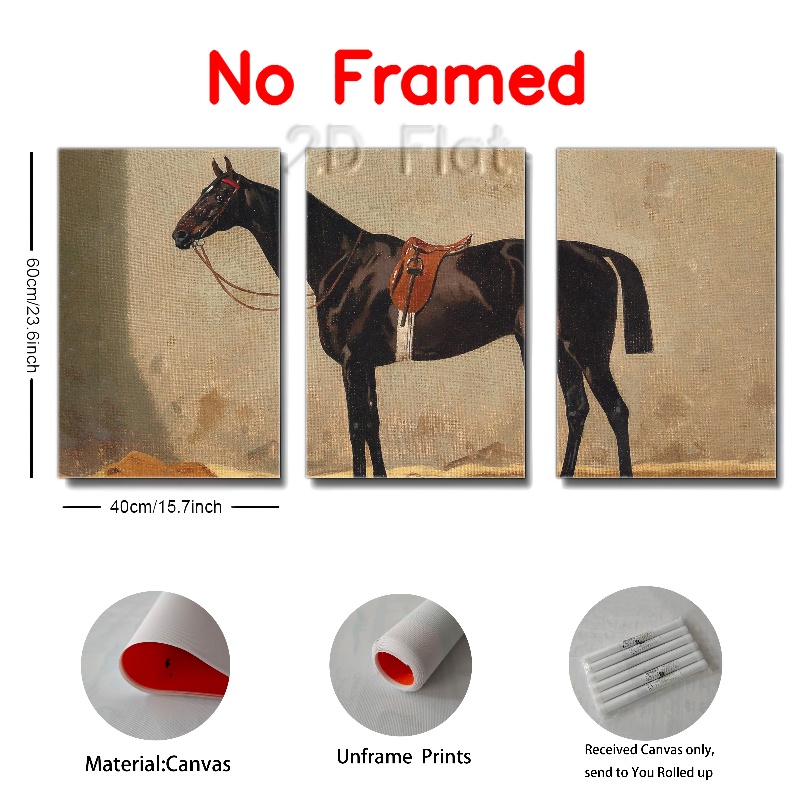 No Framed
2D Flat
60cm/23.6inch
40cm/15.7inch
Material:Canvas
Unframe Prints
Received Canvas only,
send to You Rolled up